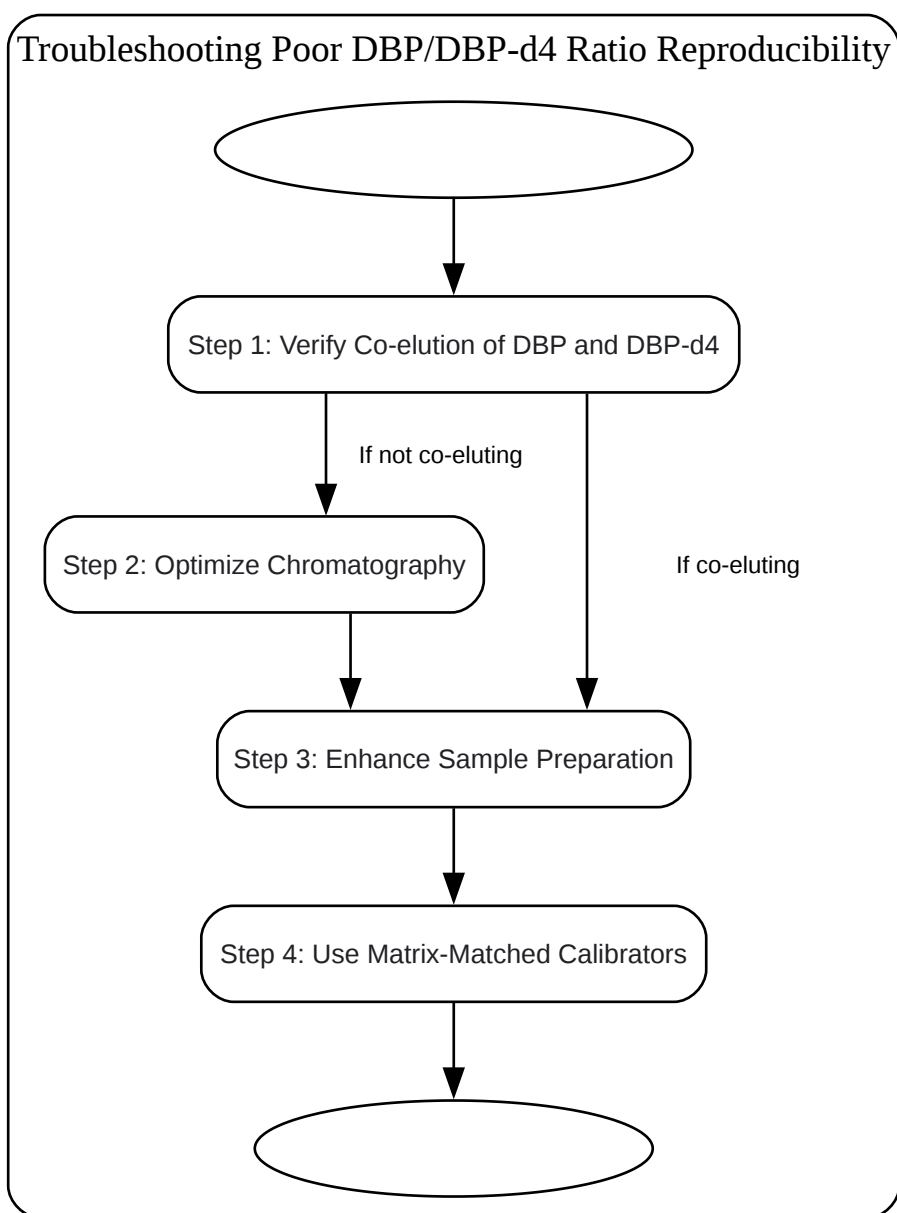 Troubleshooting Poor DBP/DBP-d4 Ratio Reproducibility
Step 1: Verify Co-elution of DBP and DBP-d4
If not co-eluting
Step 2: Optimize Chromatography
If co-eluting
Step 3: Enhance Sample Preparation
Step 4: Use Matrix-Matched Calibrators